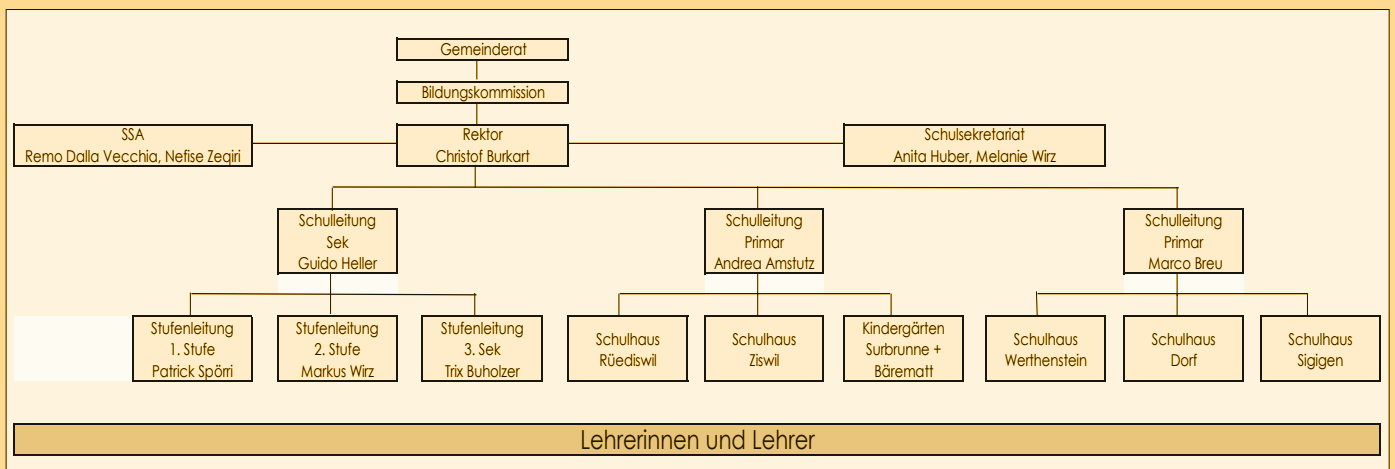 Gemeinderat
Bildungskommission
SSA
Remo Dalla Vecchia, Nefise Zeqiri
Rektor
Christof Burkart
Schulsekretariat
Anita Huber, Melanie Wirz
Schulleitung
Sek
Guido Heller
Schulleitung
Primar
Andrea Amstutz
Schulleitung
Primar
Marco Breu
Stufenleitung
1. Stufe
Patrick Spörri
Stufenleitung
2. Stufe
Markus Wirz
Stufenleitung
3. Sek
Trix Buholzer
Schulhaus
Rüediswil
Schulhaus
Ziswil
Kindergärten
Surbrunne +
Bärematt
Schulhaus
Werthenstein
Schulhaus
Dorf
Schulhaus
Sigigen
Lehrerinnen und Lehrer